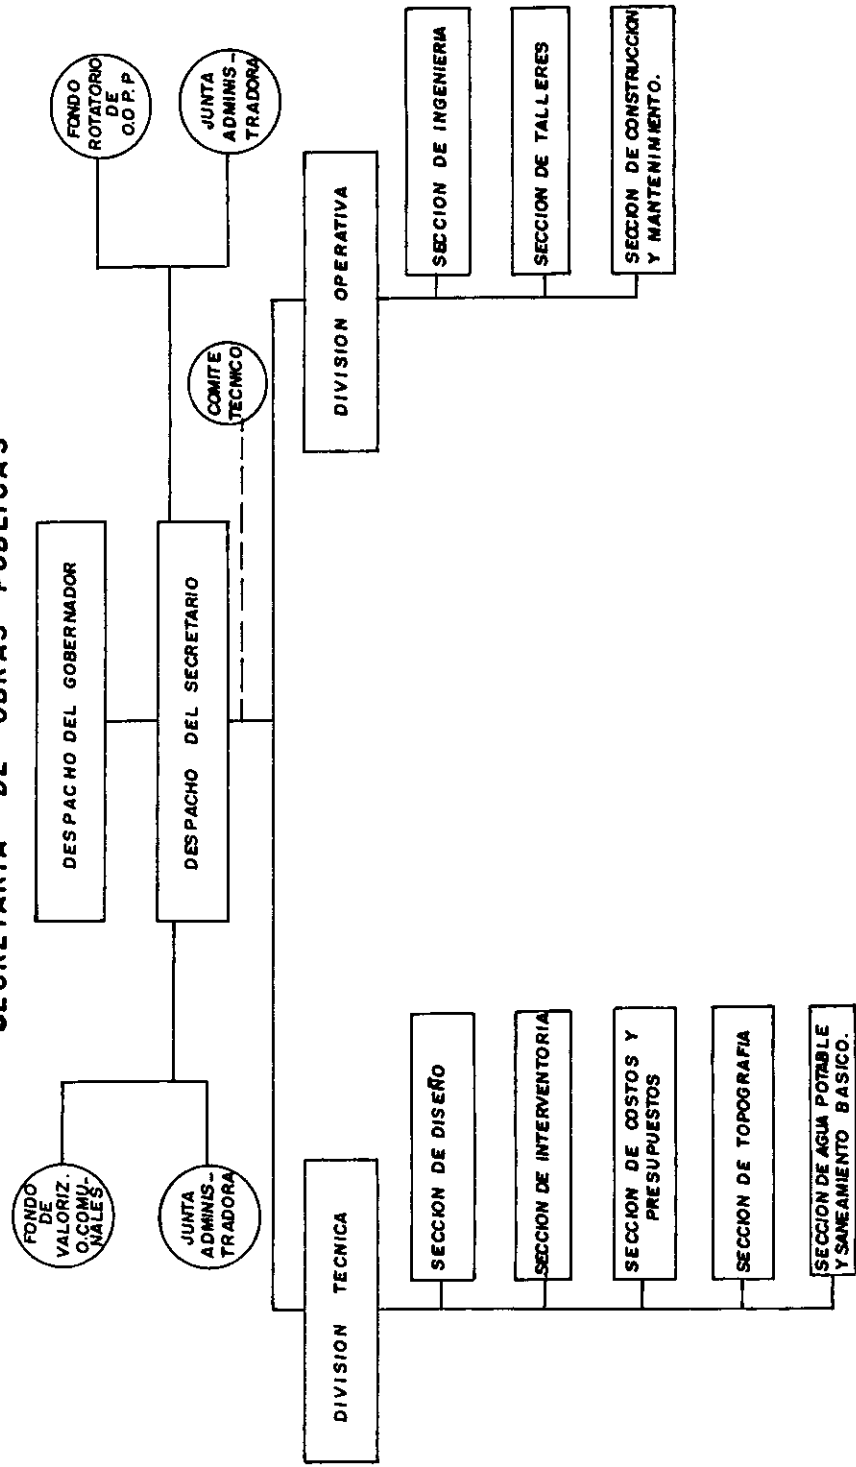 SECRETARIA DE OBRAS PUBLICAS
DESPACHO DEL GOBERNADOR
FONDO
DE
VALORIZ.
O.COMU-
NALES
JUNTA
ADMINIS-
TRADORA
DESPACHO DEL SECRETARIO
FONDO
ROTATORIO
DE
O.O P.P
JUNTA
ADMINIS-
TRADORA
COMITE
TECNICO
DIVISION TECNICA
SECCION DE DISEÑO
SECCION DE INTERVENTORIA
SECCION DE COSTOS Y
PRESUPUESTOS
SECCION DE TOPOGRAFIA
SECCION DE AGUA POTABLE
Y SANEAMIENTO BASICO.
DIVISION OPERATIVA
SECCION DE INGENIERIA
SECCION DE TALLERES
SECCION DE CONSTRUCCION
Y MANTENIMIENTO.